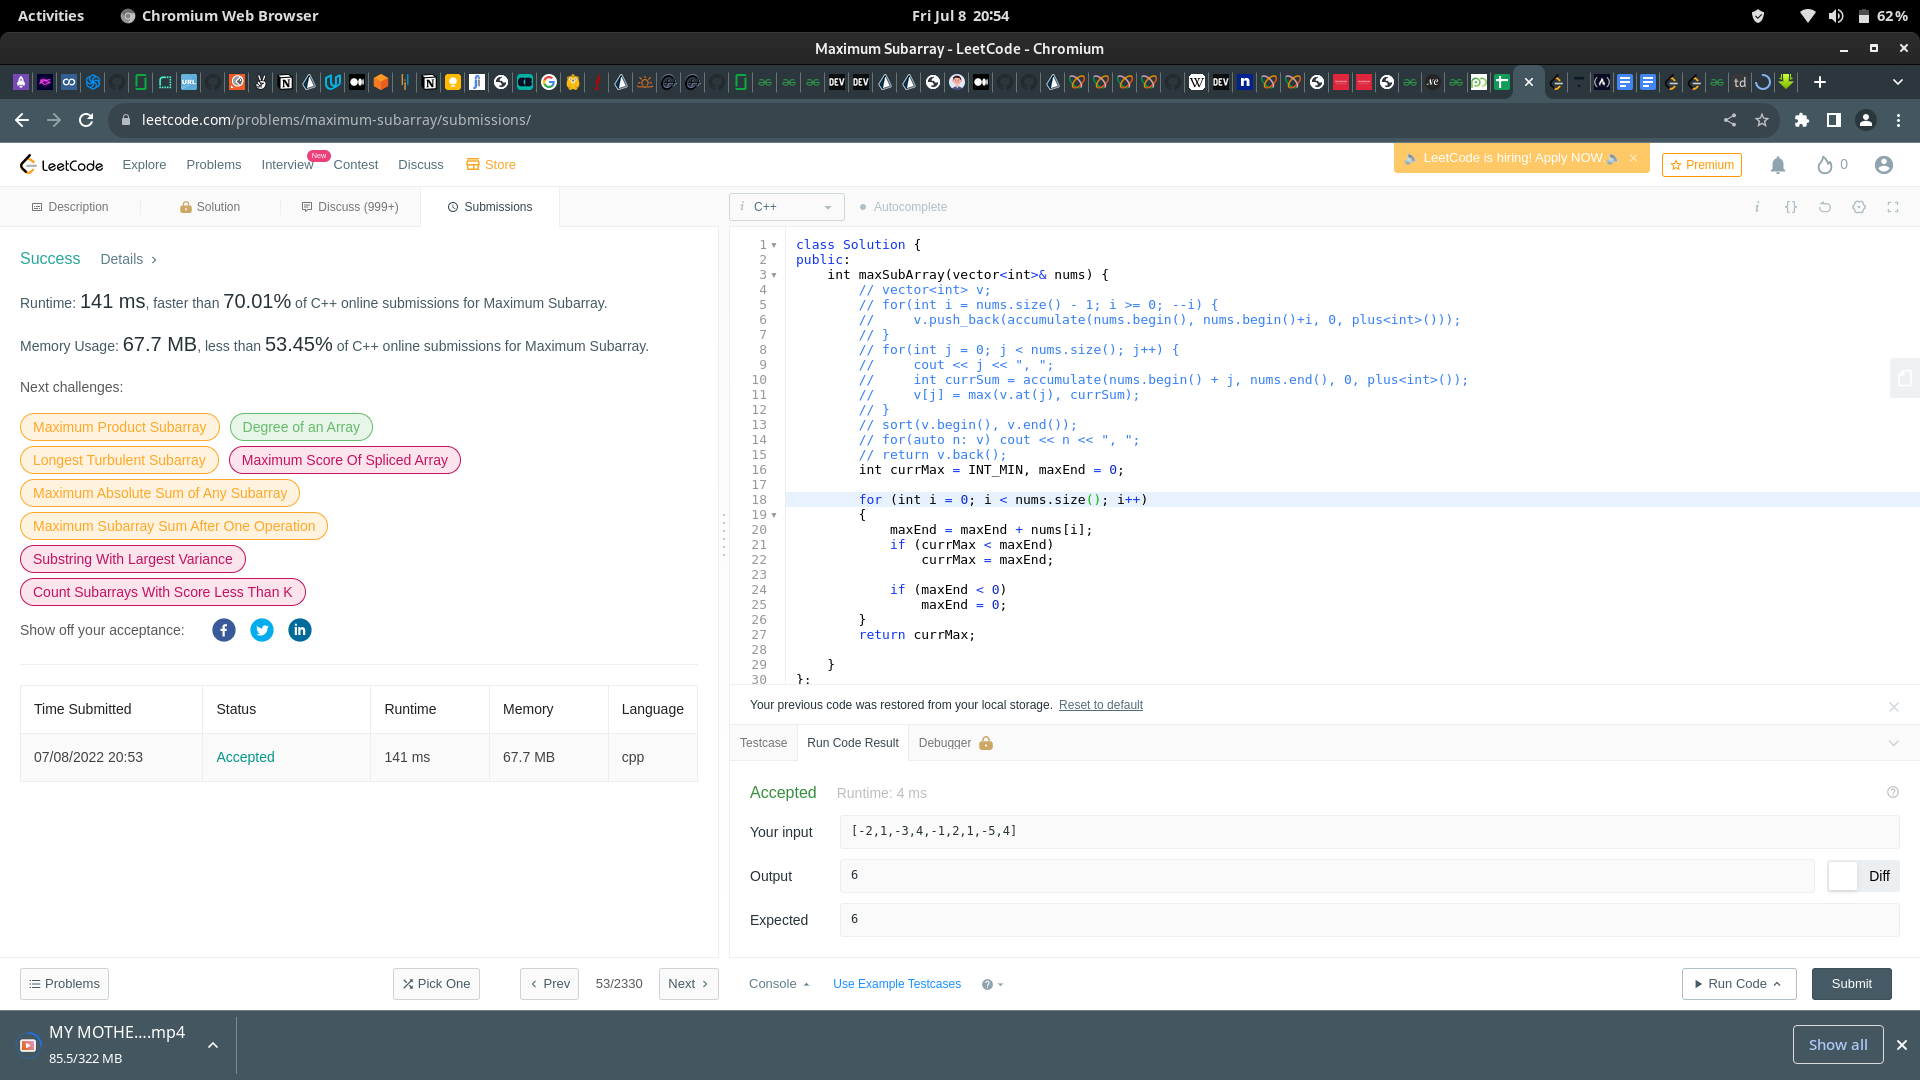 Activities
Chromium Web Browser
Fri Jul 8 20:54
62 %
Maximum Subarray - LeetCode - Chromium
leetcode.com/problems/maximum-subarray/submissions/
LeetCode
Explore
Problems
Interview
New
Contest
Discuss
Store
🔈 LeetCode is hiring! Apply NOW.🔈 ×
Premium
0
Description
Solution
Discuss (999+)
Submissions
i C++
Autocomplete
Success Details >
Runtime: 141 ms, faster than 70.01% of C++ online submissions for Maximum Subarray.
Memory Usage: 67.7 MB, less than 53.45% of C++ online submissions for Maximum Subarray.
Next challenges:
Maximum Product Subarray
Degree of an Array
Longest Turbulent Subarray
Maximum Score Of Spliced Array
Maximum Absolute Sum of Any Subarray
Maximum Subarray Sum After One Operation
Substring With Largest Variance
Count Subarrays With Score Less Than K
Show off your acceptance:
Time Submitted Status Runtime Memory Language
07/08/2022 20:53 Accepted 141 ms 67.7 MB cpp
1 class Solution {
2 public:
3     int maxSubArray(vector<int>& nums) {
4         // vector<int> v;
5         // for(int i = nums.size() - 1; i >= 0; --i) {
6         //     v.push_back(accumulate(nums.begin(), nums.begin()+i, 0, plus<int>()));
7         // }
8         // for(int j = 0; j < nums.size(); j++) {
9         //     cout << j << ", ";
10         //     int currSum = accumulate(nums.begin() + j, nums.end(), 0, plus<int>());
11         //     v[j] = max(v.at(j), currSum);
12         // }
13         // sort(v.begin(), v.end());
14         // for(auto n: v) cout << n << ", ";
15         // return v.back();
16         int currMax = INT_MIN, maxEnd = 0;
17
18         for (int i = 0; i < nums.size(); i++)
19         {
20             maxEnd = maxEnd + nums[i];
21             if (currMax < maxEnd)
22                 currMax = maxEnd;
23
24             if (maxEnd < 0)
25                 maxEnd = 0;
26         }
27         return currMax;
28
29     }
30 };
Your previous code was restored from your local storage. Reset to default
Testcase
Run Code Result
Debugger
Accepted Runtime: 4 ms
Your input [-2,1,-3,4,-1,2,1,-5,4]
Output 6
Diff
Expected 6
Problems
Pick One
Prev
53/2330
Next
Console
Use Example Testcases
Run Code
Submit
MY MOTHE....mp4
85.5/322 MB
Show all